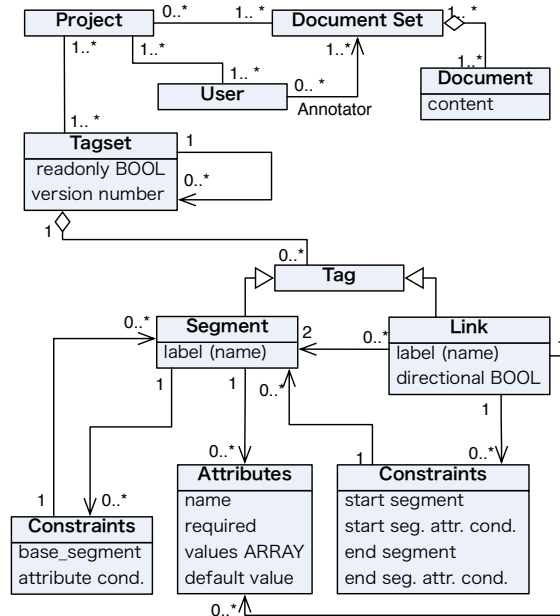 Project
0..*
1..*
Document Set
1..*
1..*
1..*
1..*
1..*
Document
content
1.. *
User
0.. *
Annotator
1.. *
Tagset
readonly BOOL
version number
1
0..*
1
0..*
Tag
0..*
Segment
label (name)
2
0..*
Link
label (name)
directional BOOL
1
1
0..*
1
0..*
1
0..*
Attributes
name
required
values ARRAY
default value
1
Constraints
start segment
start seg. attr. cond.
end segment
end seg. attr. cond.
1
0..*
Constraints
base_segment
attribute cond.
0..*